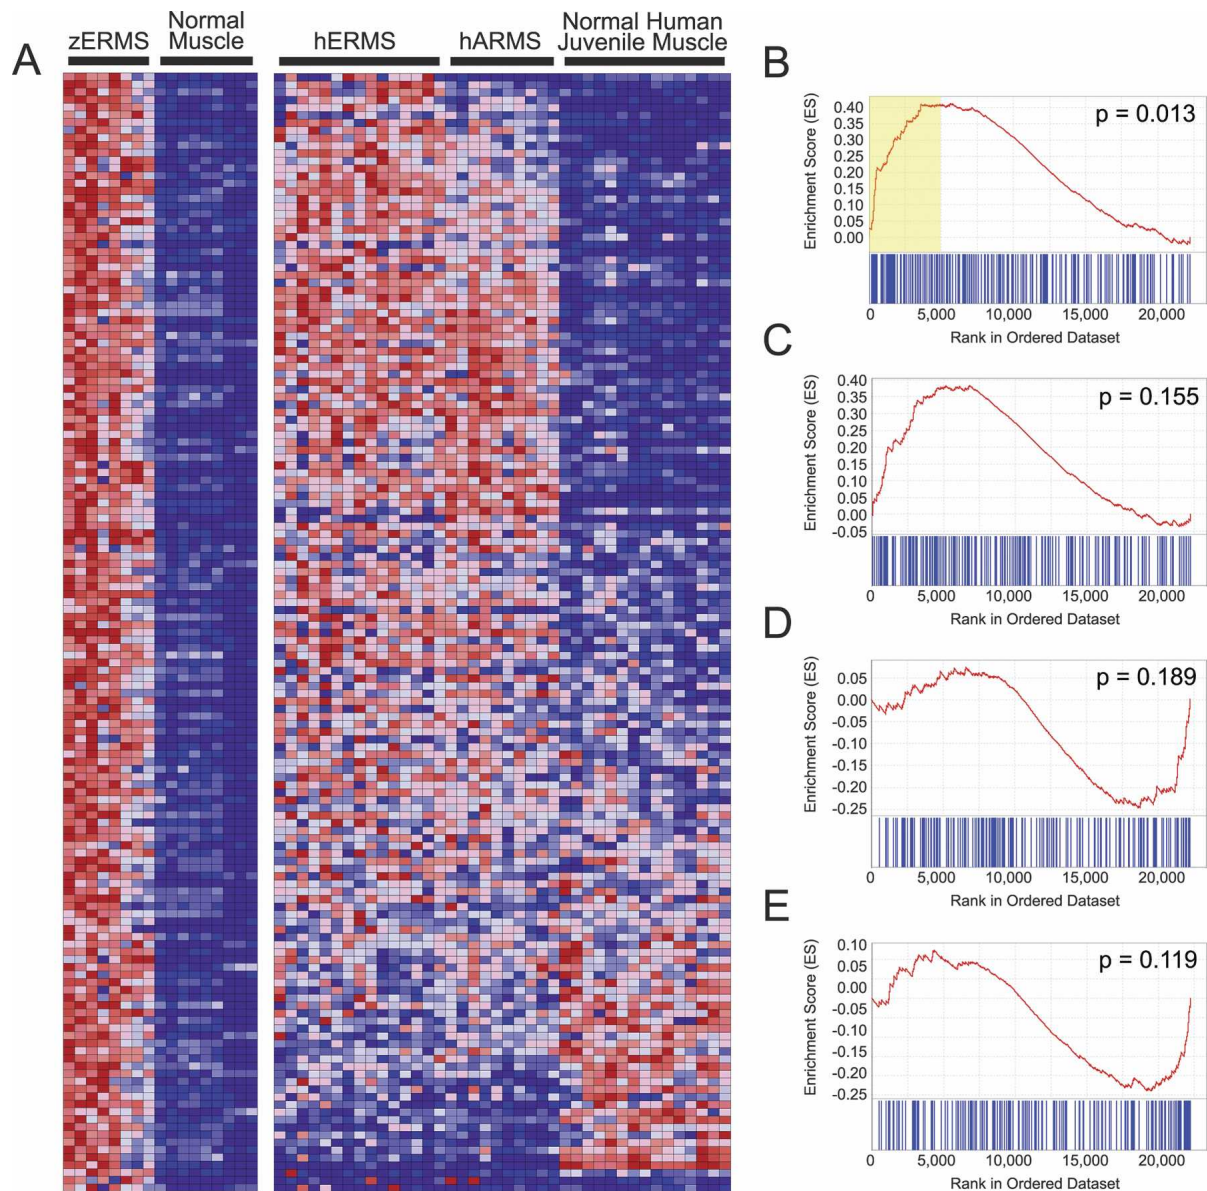 A
zERMS
Normal
Muscle
hERMS
hARMS
Normal Human
Juvenile Muscle
B
Enrichment Score (ES)
0.40
0.35
0.30
0.25
0.20
0.15
0.10
0.05
0.00
p = 0.013
0 5,000 10,000 15,000 20,000
Rank in Ordered Dataset
C
Enrichment Score (ES)
0.40
0.35
0.30
0.25
0.20
0.15
0.10
0.05
0.00
-0.05
p = 0.155
0 5,000 10,000 15,000 20,000
Rank in Ordered Dataset
D
Enrichment Score (ES)
0.05
0.00
-0.05
-0.10
-0.15
-0.20
-0.25
p = 0.189
0 5,000 10,000 15,000 20,000
Rank in Ordered Dataset
E
Enrichment Score (ES)
0.10
0.05
0.00
-0.05
-0.10
-0.15
-0.20
-0.25
p = 0.119
0 5,000 10,000 15,000 20,000
Rank in Ordered Dataset